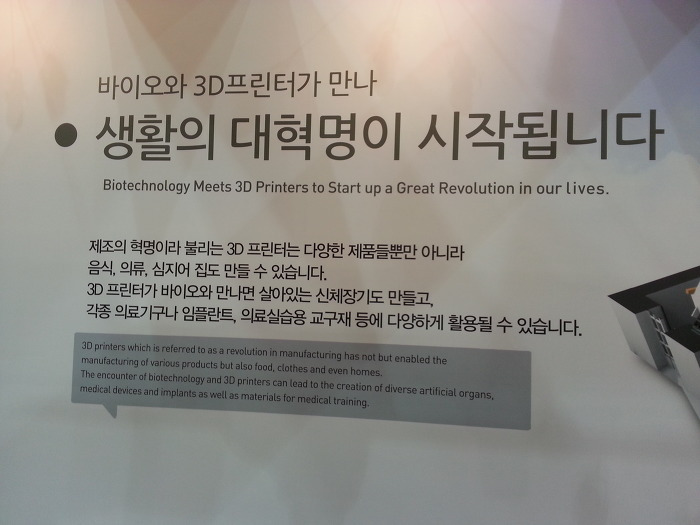 바이오와 3D프린터가 만나
• 생활의 대혁명이 시작됩니다
Biotechnology Meets 3D Printers to Start up a Great Revolution in our lives.
제조의 혁명이라 불리는 3D 프린터는 다양한 제품들뿐만 아니라
음식, 의류, 심지어 집도 만들 수 있습니다.
3D 프린터가 바이오와 만나면 살아있는 신체장기도 만들고,
각종 의료기구나 임플란트, 의료실습용 교구재 등에 다양하게 활용될 수 있습니다.
3D printers which is referred to as a revolution in manufacturing has not but enabled the
manufacturing of various products but also food, clothes and even homes.
The encounter of biotechnology and 3D printers can lead to the creation of diverse artificial organs,
medical devices and implants as well as materials for medical training.